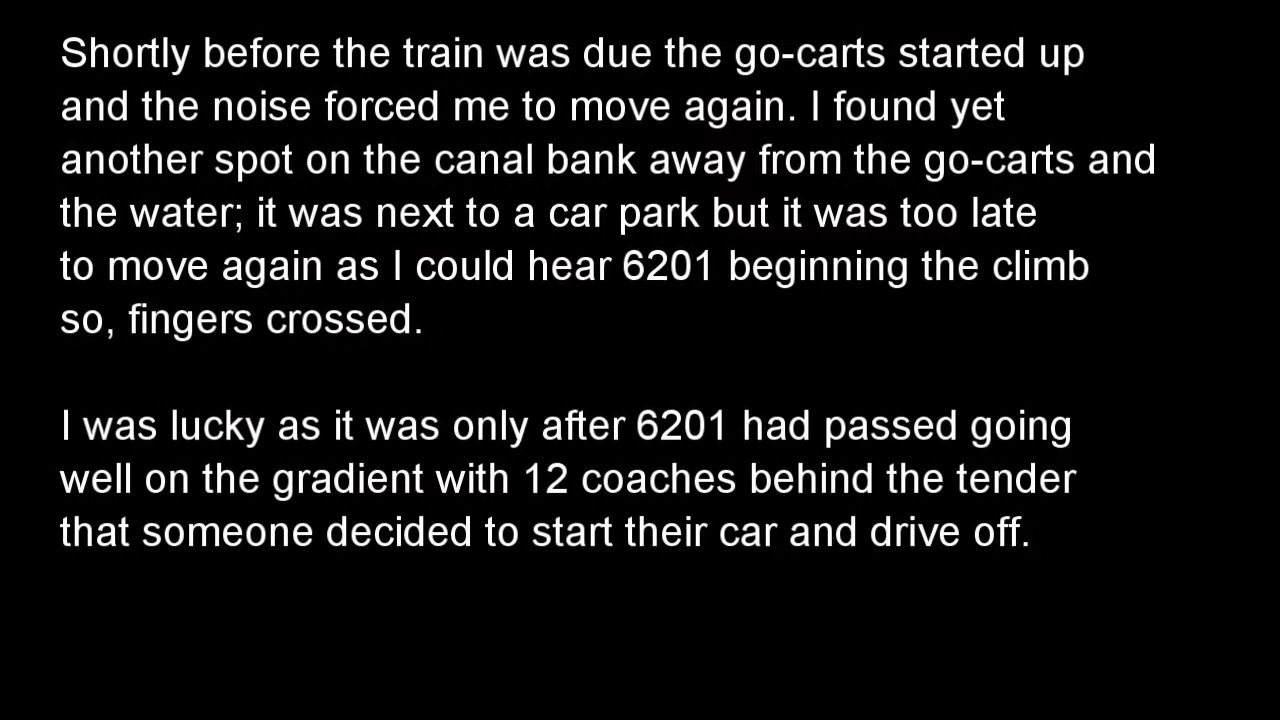 Shortly before the train was due the go-carts started up
and the noise forced me to move again. I found yet
another spot on the canal bank away from the go-carts and
the water; it was next to a car park but it was too late
to move again as I could hear 6201 beginning the climb
so, fingers crossed.
I was lucky as it was only after 6201 had passed going
well on the gradient with 12 coaches behind the tender
that someone decided to start their car and drive off.